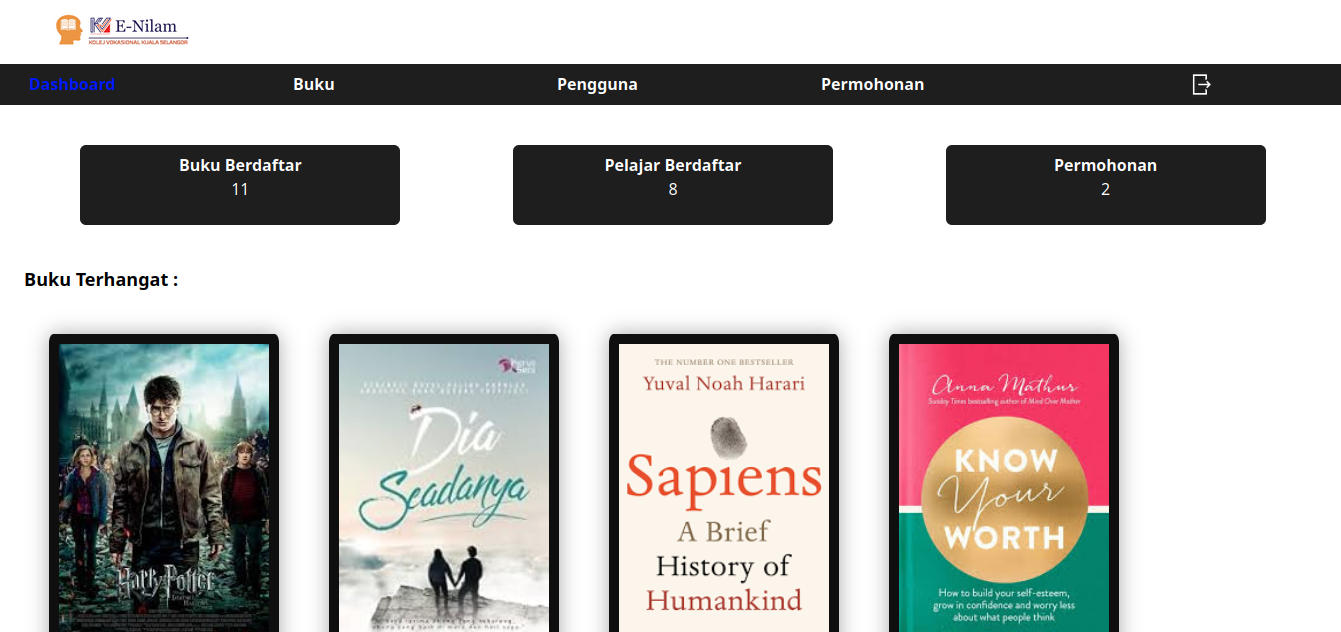 E-Nilam
KOLEJ VOKASIONAL KUALA SELANGOR
Dashboard
Buku
Pengguna
Permohonan
Buku Berdaftar
11
Pelajar Berdaftar
8
Permohonan
2
Buku Terhangat :
Harry Potter
Dia
Seadanya
THE NUMBER ONE BESTSELLER
Yuval Noah Harari
Sapiens
A Brief
History of
Humankind
Anna Mathur
Sunday Times bestselling author of Mind Over Mother
KNOW
Your
WORTH
How to build your self-esteem,
grow in confidence and worry less
about what people think